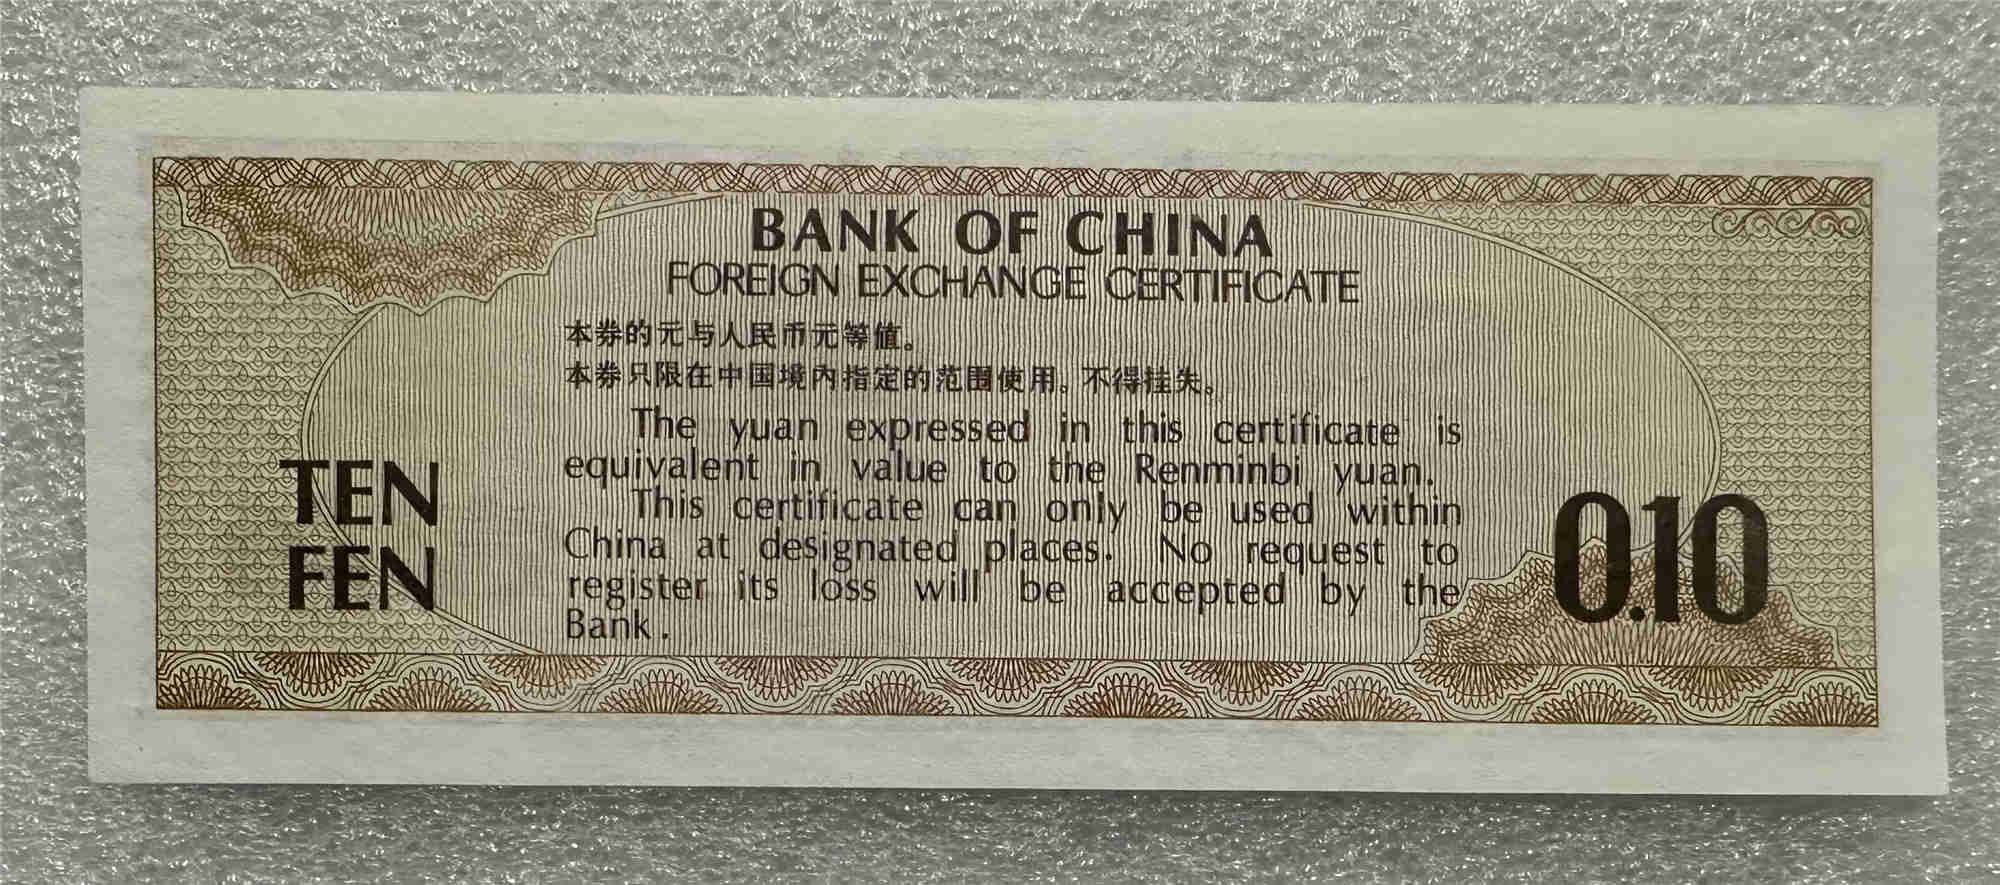 BANK OF CHINA
FOREIGN EXCHANGE CERTIFICATE
本券的元与人民币元等值。
本券只限在中国境内指定的范围使用。不得挂失。
The yuan expressed in this certificate is
equivalent in value to the Renminbi yuan.
This certificate can only be used within
China at designated places. No request to
register its loss will be accepted by the
Bank.
TEN
FEN
0.10